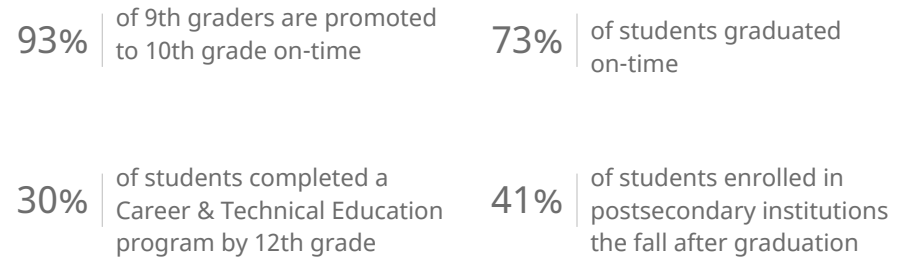 93%
of 9th graders are promoted
to 10th grade on-time
73%
of students graduated
on-time
30%
of students completed a
Career & Technical Education
program by 12th grade
41%
of students enrolled in
postsecondary institutions
the fall after graduation